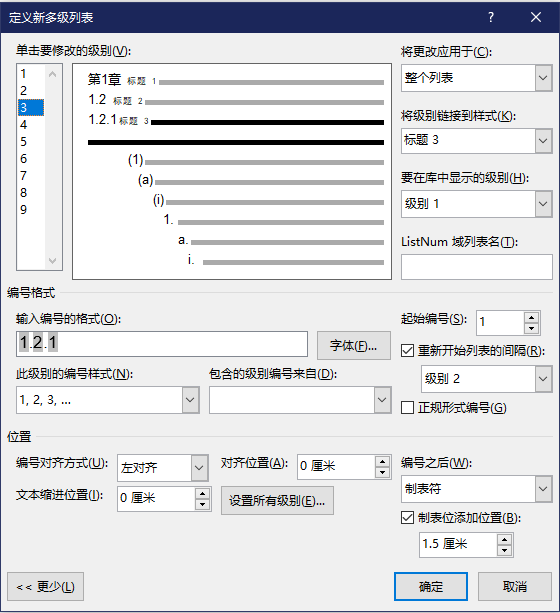 定义新多级列表
单击要修改的级别(V):
1
2
3
4
5
6
7
8
9
第1章 标题 1
1.2 标题 2
1.2.1 标题 3
(1)
(a)
(i)
1.
a.
i.
将更改应用于(C):
整个列表
将级别链接到样式(K):
标题 3
要在库中显示的级别(H):
级别 1
ListNum 域列表名(T):
编号格式
输入编号的格式(O):
1.2.1
字体(F)...
起始编号(S): 1
重新开始列表的间隔(R):
级别 2
此级别的编号样式(N):
1, 2, 3, ...
包含的级别编号来自(D):
正规形式编号(G)
位置
编号对齐方式(U): 左对齐
对齐位置(A): 0 厘米
文本缩进位置(I): 0 厘米
设置所有级别(E)...
编号之后(W):
制表符
制表位添加位置(B):
1.5 厘米
<< 更少(L)
确定
取消